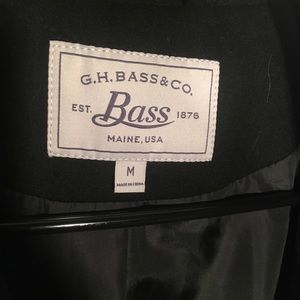 G.H. BASS & CO.
EST. Bass 1876
MAINE, USA
M
MADE IN CHINA